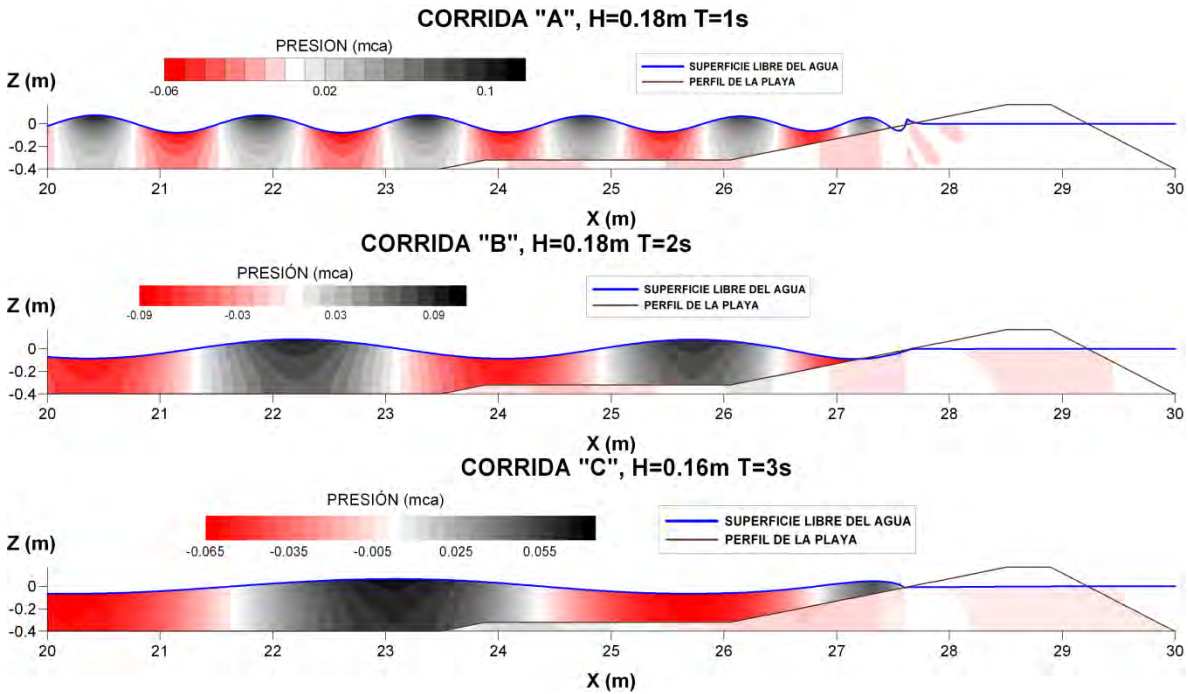 CORRIDA "A", H=0.18m T=1s
PRESION (mca)
-0.06 0.02 0.1
SUPERFICIE LIBRE DEL AGUA
PERFIL DE LA PLAYA
Z (m)
0
-0.2
-0.4
20 21 22 23 24 25 26 27 28 29 30
X (m)
CORRIDA "B", H=0.18m T=2s
PRESIÓN (mca)
-0.09 -0.03 0.03 0.09
SUPERFICIE LIBRE DEL AGUA
PERFIL DE LA PLAYA
Z (m)
0
-0.2
-0.4
20 21 22 23 24 25 26 27 28 29 30
X (m)
CORRIDA "C", H=0.16m T=3s
PRESIÓN (mca)
-0.065 -0.035 -0.005 0.025 0.055
SUPERFICIE LIBRE DEL AGUA
PERFIL DE LA PLAYA
Z (m)
0
-0.2
-0.4
20 21 22 23 24 25 26 27 28 29 30
X (m)